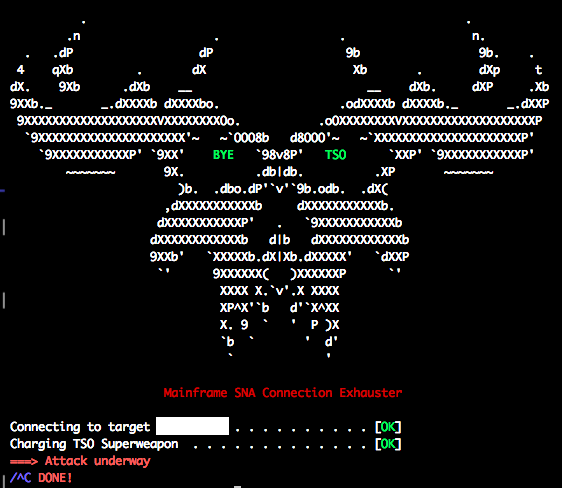 BYE TSO
Mainframe SNA Connection Exhauster
Connecting to target . . . . . . . . . . . [OK]
Charging TSO Superweapon . . . . . . . . . . . . . [OK]
===> Attack underway
/^C DONE!